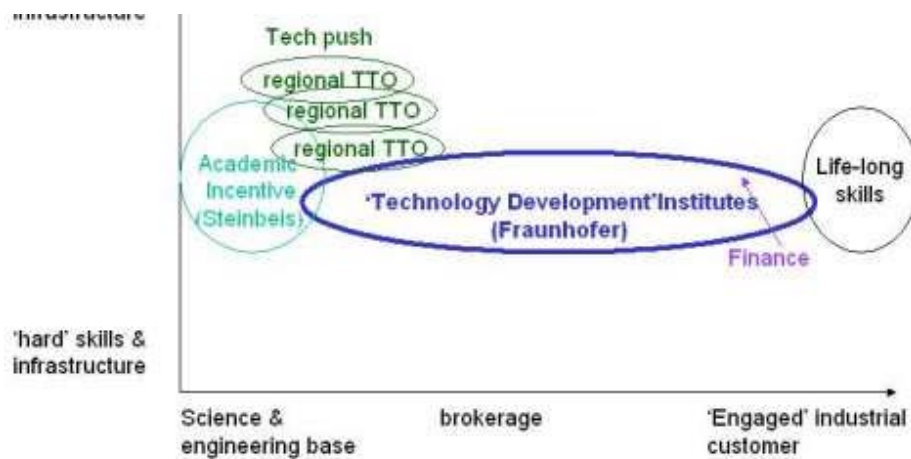 infrastructure
Tech push
regional TTO
regional TTO
regional TTO
Academic
Incentive
(Steinbeis)
‘Technology Development’Institutes
(Fraunhofer)
Life-long
skills
Finance
‘hard’ skills &
infrastructure
Science &
engineering base
brokerage
‘Engaged’ industrial
customer